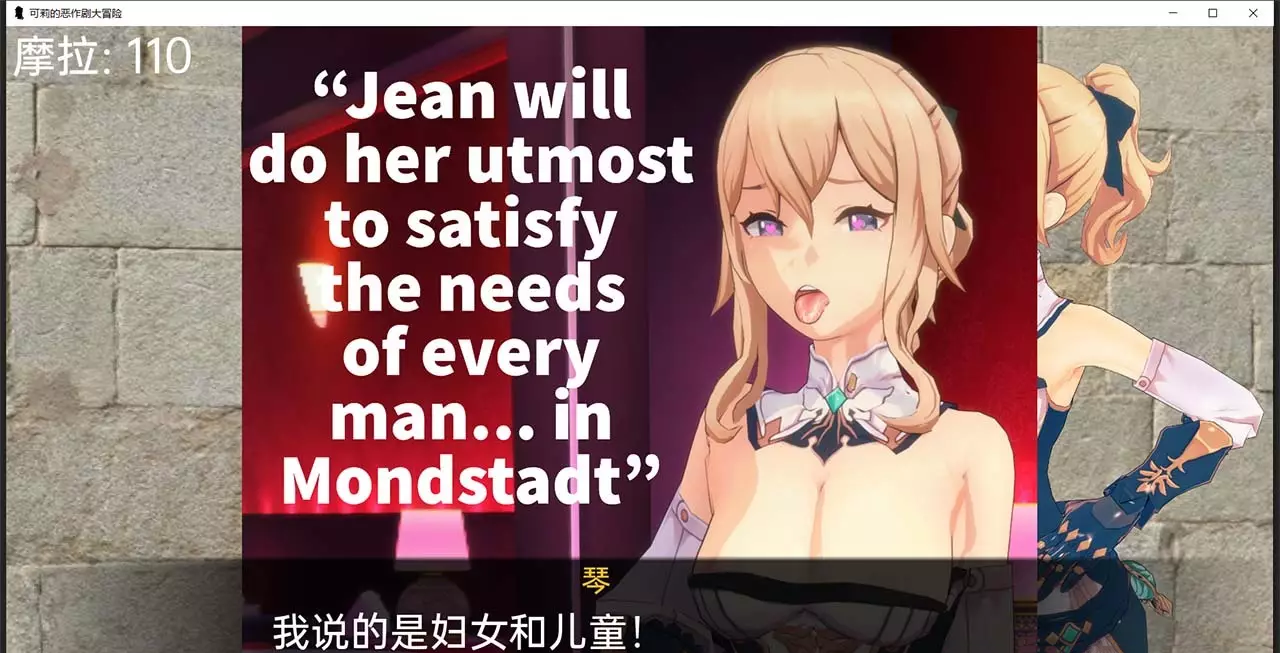 可莉的恶作剧大冒险
摩拉: 110
“Jean will
do her utmost
to satisfy
the needs
of every
man... in
Mondstadt”
琴
我说的是妇女和儿童！